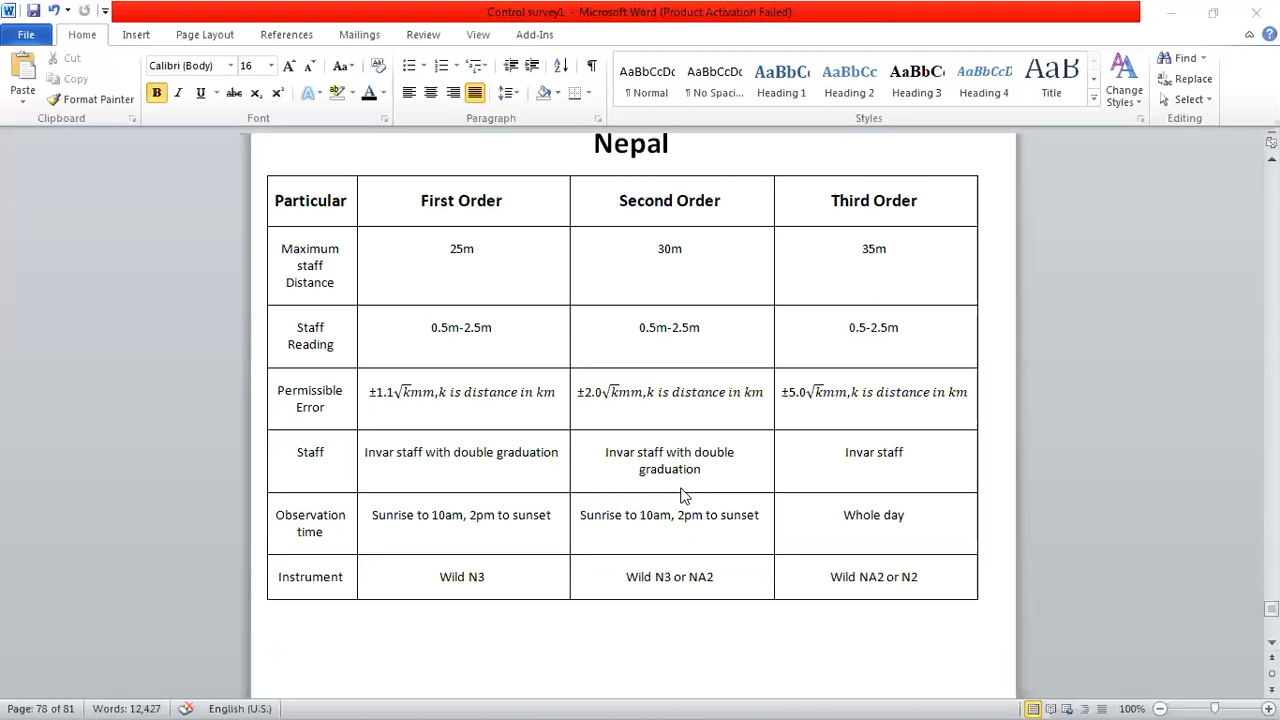 Control survey1 - Microsoft Word (Product Activation Failed)
File Home Insert Page Layout References Mailings Review View Add-Ins
Paste
Cut
Copy
Format Painter
Clipboard
Calibri (Body) 16
Font
Paragraph
AaBbCcDc ¶ Normal
AaBbCcDc ¶ No Spaci...
AaBbCc Heading 1
AaBbCc Heading 2
AaBbCc Heading 3
AaBbCcDc Heading 4
AaB Title
Change Styles
Styles
Find
Replace
Select
Editing
Nepal
Particular First Order Second Order Third Order
Maximum staff Distance 25m 30m 35m
Staff Reading 0.5m-2.5m 0.5m-2.5m 0.5-2.5m
Permissible Error ±1.1√kmm,k is distance in km ±2.0√kmm,k is distance in km ±5.0√kmm,k is distance in km
Staff Invar staff with double graduation Invar staff with double graduation Invar staff
Observation time Sunrise to 10am, 2pm to sunset Sunrise to 10am, 2pm to sunset Whole day
Instrument Wild N3 Wild N3 or NA2 Wild NA2 or N2
Page: 78 of 81 Words: 12,427 English (U.S.) 100%